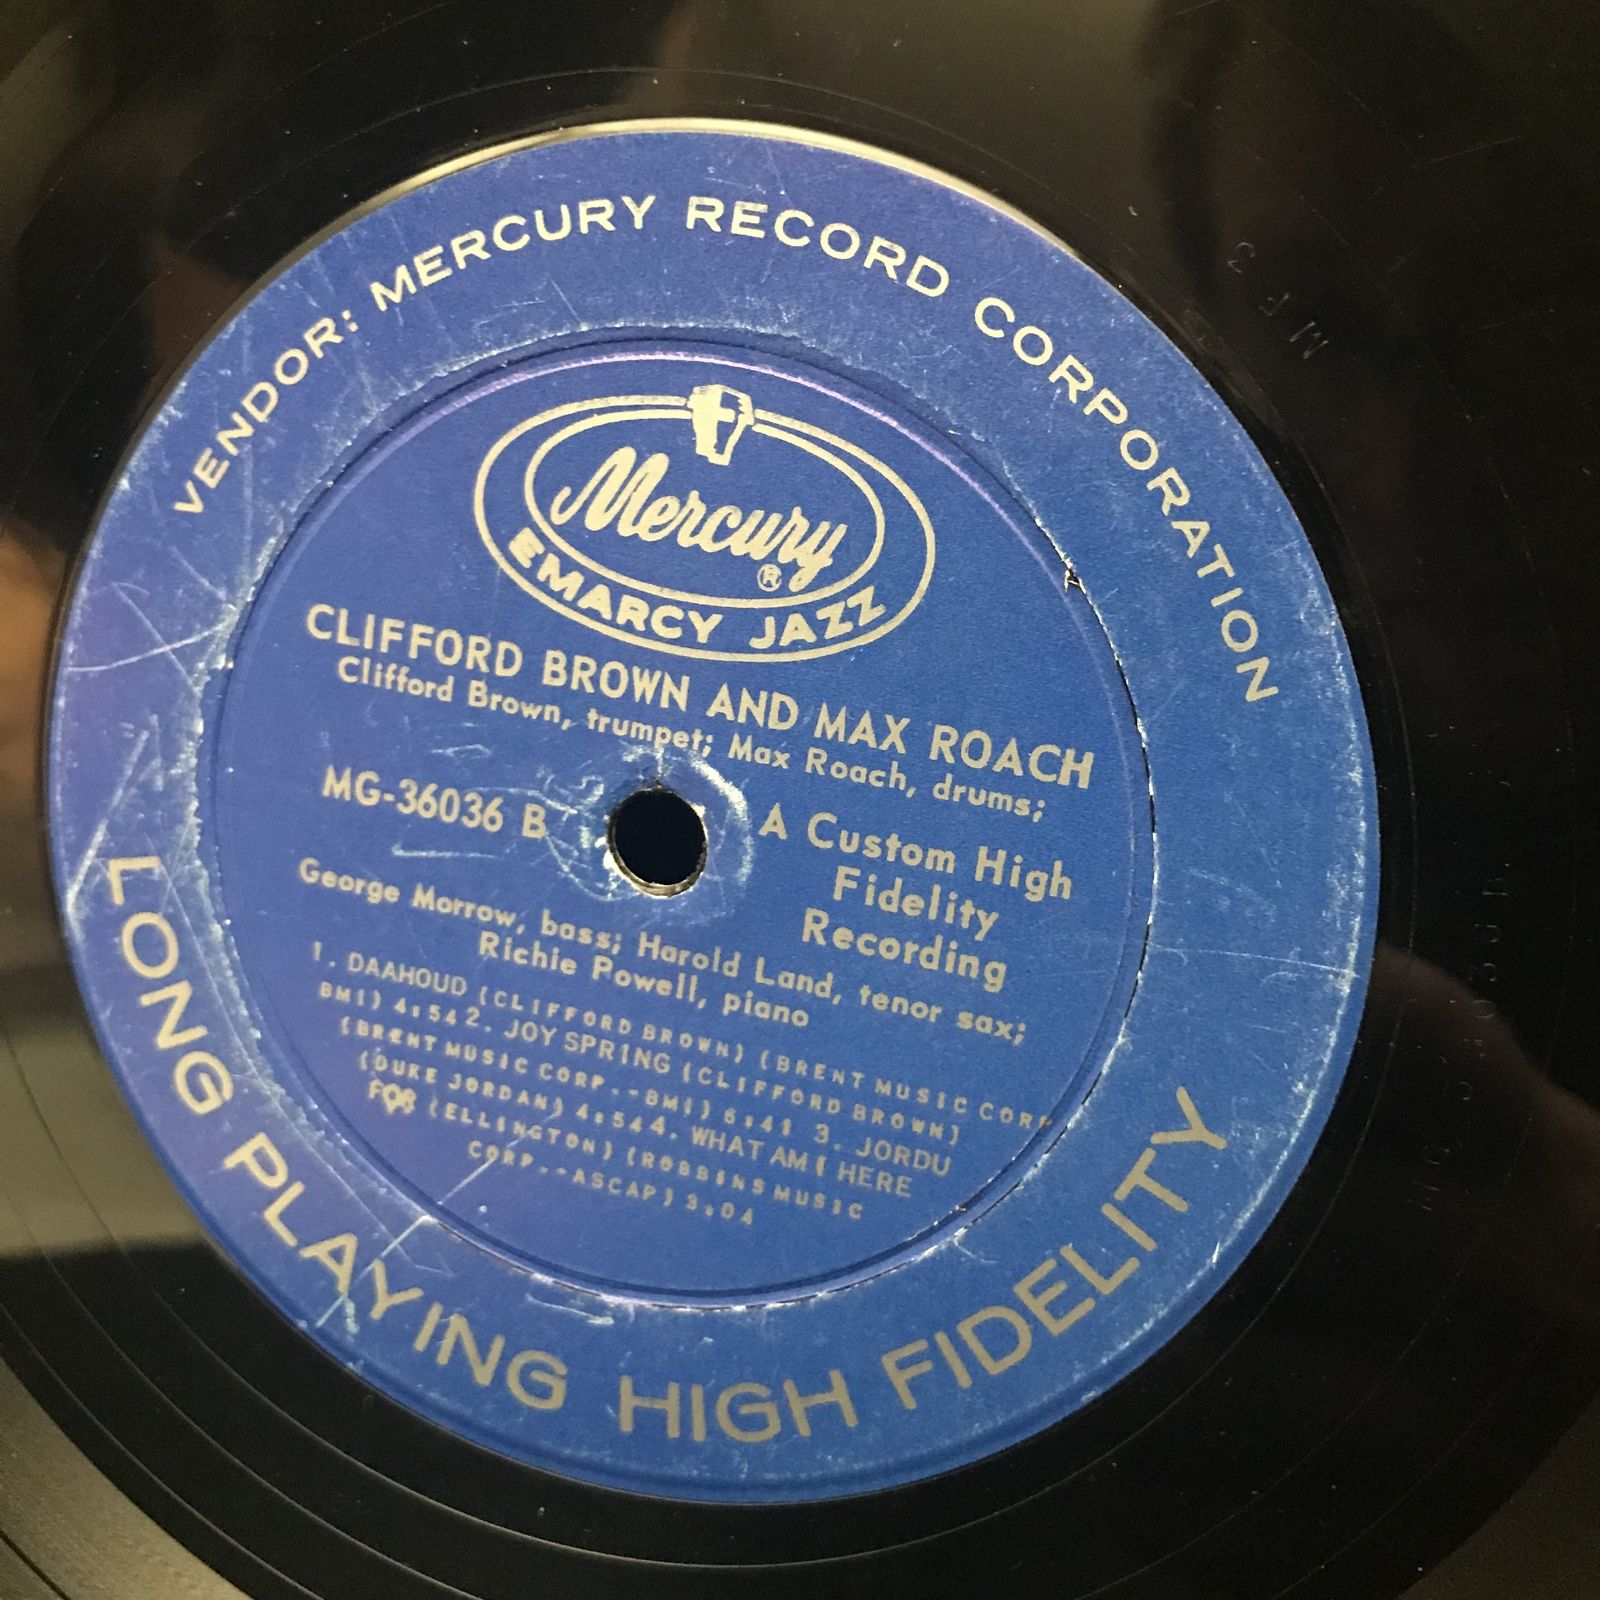 VENDOR: MERCURY RECORD CORPORATION
Mercury ®
EMARCY JAZZ
CLIFFORD BROWN AND MAX ROACH
Clifford Brown, trumpet; Max Roach, drums;
MG-36036 B
A Custom High
Fidelity
Recording
George Morrow, bass; Harold Land, tenor sax;
Richie Powell, piano
1. DAAHOUD (CLIFFORD BROWN) (BRENT MUSIC CORP
BMI) 4:54 2. JOY SPRING (CLIFFORD BROWN)
(BRENT MUSIC CORP.-BMI) 6:41 3. JORDU
(DUKE JORDAN) 4:54 4. WHAT AM I HERE
FOR (ELLINGTON) (ROBBINS MUSIC
CORP.-ASCAP) 3:04
LONG PLAYING HIGH FIDELITY
M F 3